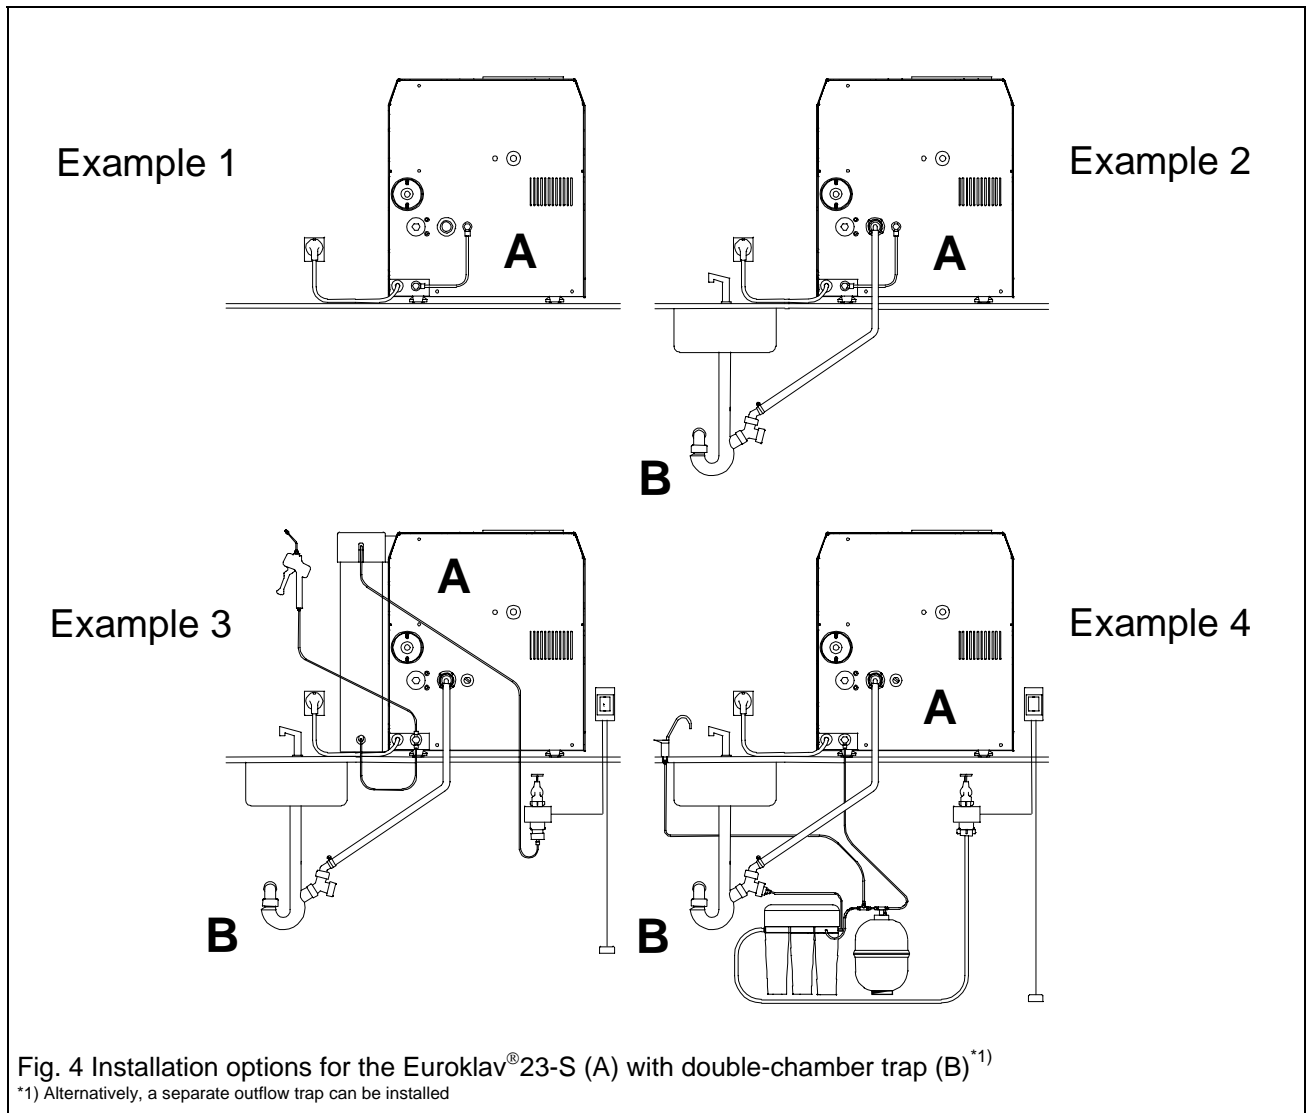 Example 1
Example 2
A
A
B
Example 3
A
Example 4
A
B
B
Fig. 4 Installation options for the Euroklav®23-S (A) with double-chamber trap (B)*1)
*1) Alternatively, a separate outflow trap can be installed